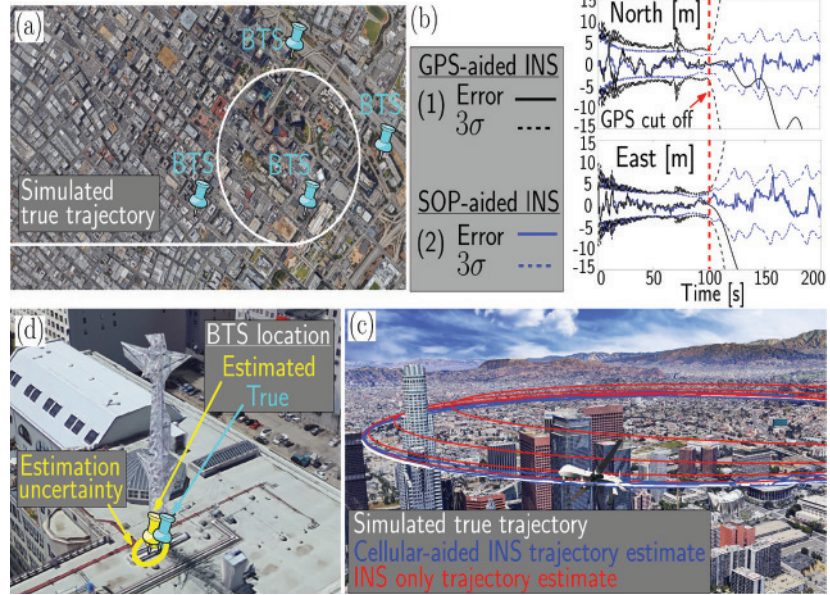 (a)
BTS
BTS
BTS
BTS
Simulated
true trajectory
(b)
GPS-aided INS
(1) Error
3σ
SOP-aided INS
(2) Error
3σ
North [m]
15
10
5
0
-5
-10
-15
GPS cut off
East [m]
15
10
5
0
-5
-10
-15
0 50 100 150 200
Time [s]
(d)
BTS location
Estimated
True
Estimation
uncertainty
(c)
Simulated true trajectory
Cellular-aided INS trajectory estimate
INS only trajectory estimate